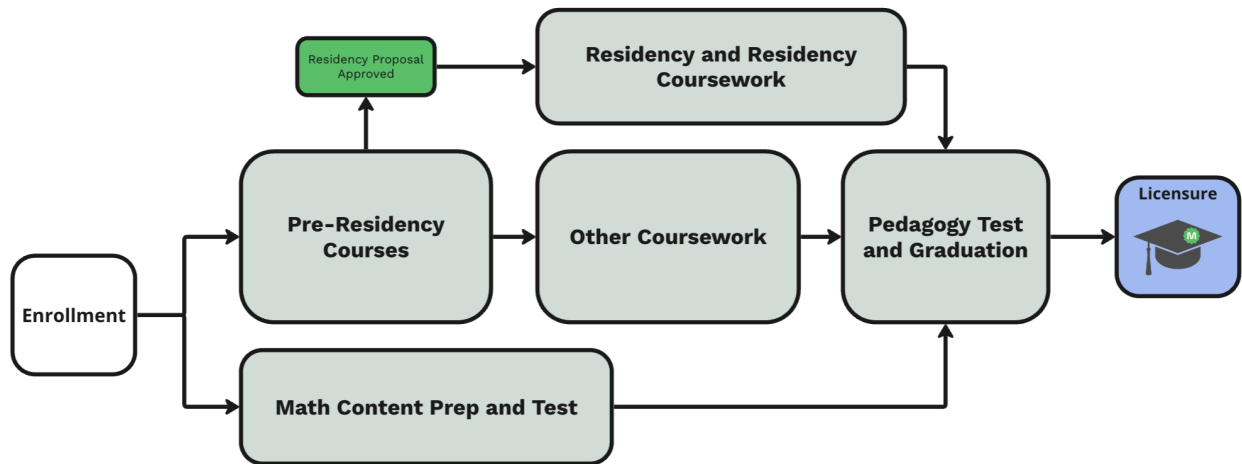 Residency Proposal
Approved
Residency and Residency
Coursework
Pre-Residency
Courses
Other Coursework
Pedagogy Test
and Graduation
Licensure
M
Enrollment
Math Content Prep and Test